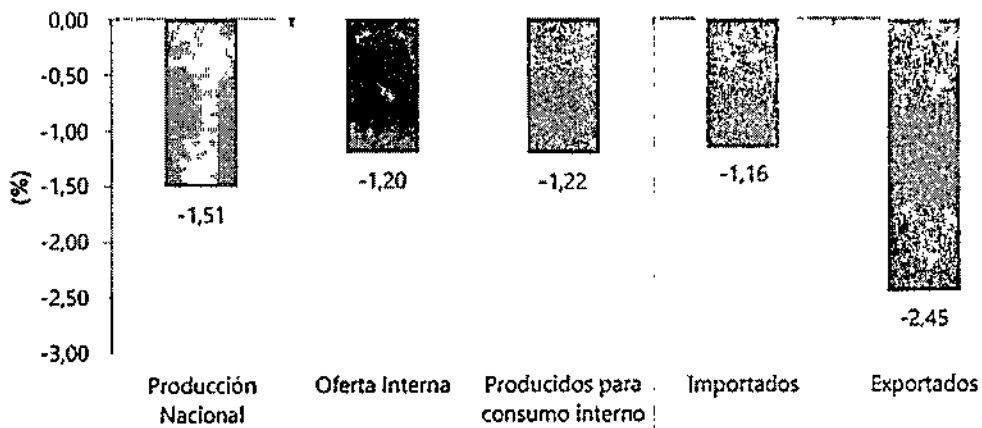 0,00
-0,50
-1,00
-1,50
-2,00
-2,50
-3,00
(%)
-1,51
-1,20
-1,22
-1,16
-2,45
Producción
Nacional
Oferta Interna
Producidos para
consumo interno
Importados
Exportados